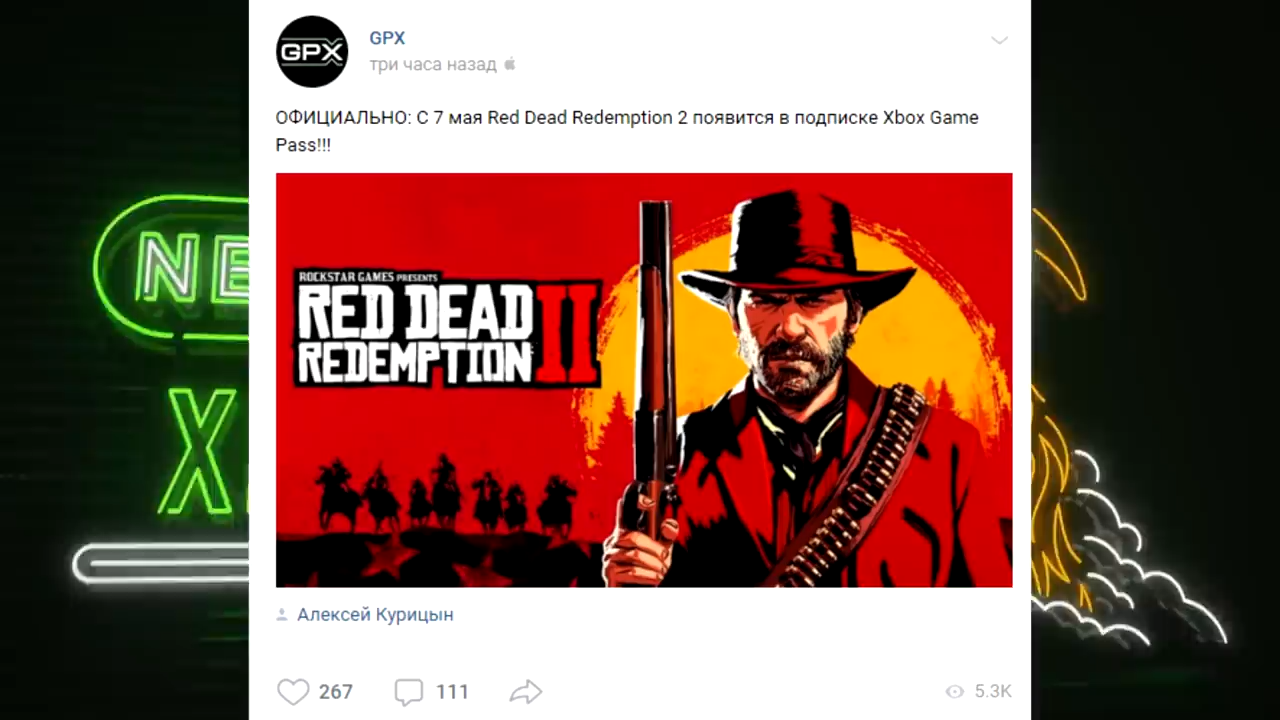 GPX
GPX
три часа назад
ОФИЦИАЛЬНО: С 7 мая Red Dead Redemption 2 появится в подписке Xbox Game
Pass!!!
ROCKSTAR GAMES PRESENTS
RED DEAD
REDEMPTION II
Алексей Курицын
267
111
5.3K
NE
X